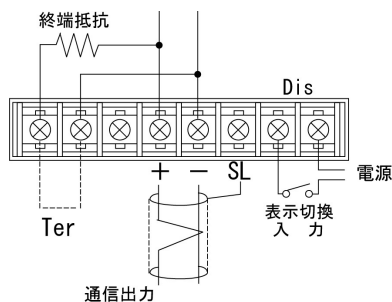 終端抵抗
Dis
+ − SL
電源
Ter
表示切換
入 力
通信出力